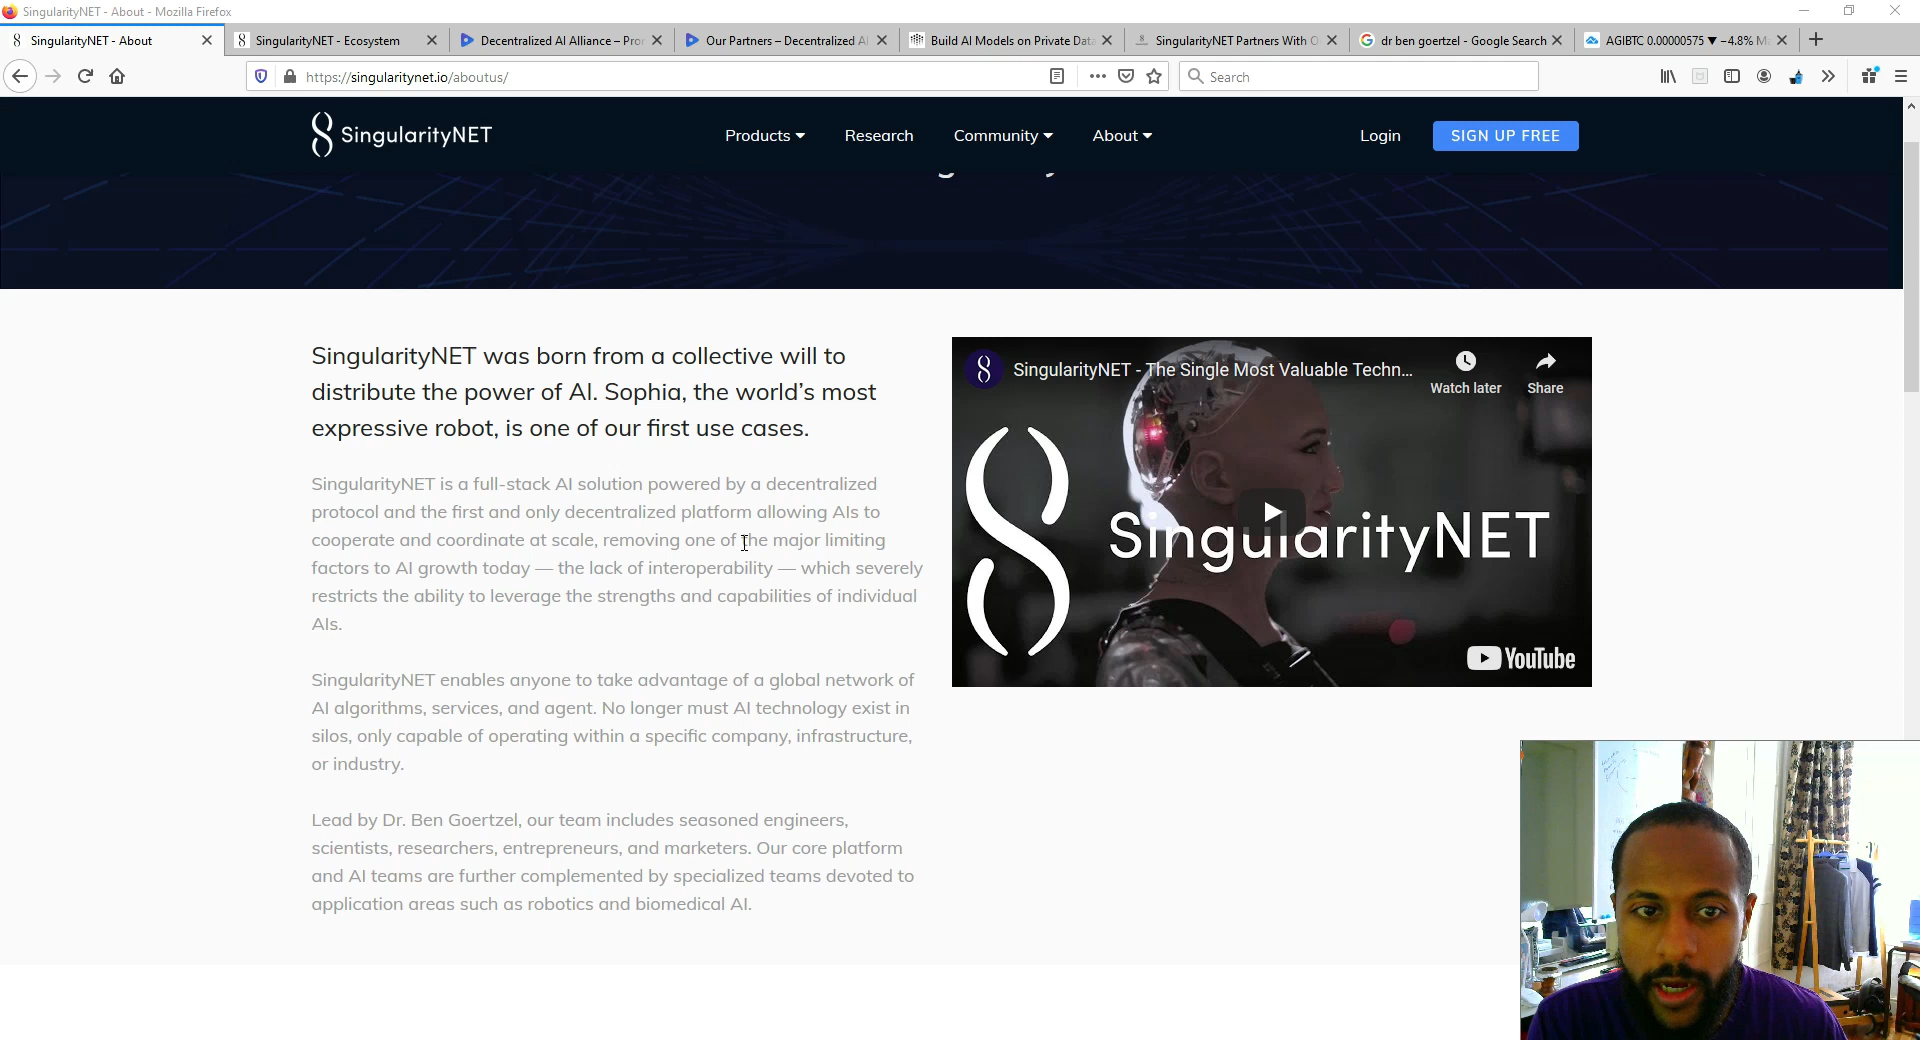 SingularityNET - About - Mozilla Firefox
SingularityNET - About
SingularityNET - Ecosystem
Decentralized AI Alliance – Pro
Our Partners – Decentralized A
Build AI Models on Private Data
SingularityNET Partners With O
dr ben goertzel - Google Search
AGIBTC 0.00000575 ▼ −4.8%
https://singularitynet.io/aboutus/
Search
SingularityNET
Products
Research
Community
About
Login
SIGN UP FREE
SingularityNET was born from a collective will to
distribute the power of AI. Sophia, the world’s most
expressive robot, is one of our first use cases.
SingularityNET is a full-stack AI solution powered by a decentralized
protocol and the first and only decentralized platform allowing AIs to
cooperate and coordinate at scale, removing one of the major limiting
factors to AI growth today — the lack of interoperability — which severely
restricts the ability to leverage the strengths and capabilities of individual
AIs.
SingularityNET enables anyone to take advantage of a global network of
AI algorithms, services, and agent. No longer must AI technology exist in
silos, only capable of operating within a specific company, infrastructure,
or industry.
Lead by Dr. Ben Goertzel, our team includes seasoned engineers,
scientists, researchers, entrepreneurs, and marketers. Our core platform
and AI teams are further complemented by specialized teams devoted to
application areas such as robotics and biomedical AI.
SingularityNET - The Single Most Valuable Techn...
Watch later
Share
SingularityNET
YouTube